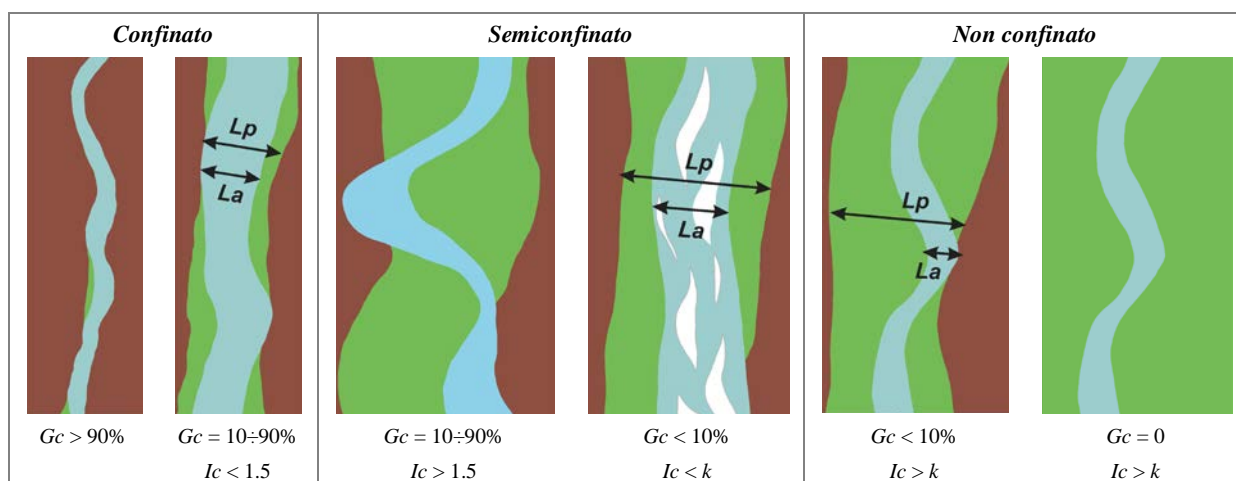 Confinato Semiconfinato Non confinato
Lp
La
Lp
La
Lp
La
Gc > 90% Gc = 10÷90% Gc = 10÷90% Gc < 10% Gc < 10% Gc = 0
Ic < 1.5 Ic > 1.5 Ic < k Ic > k Ic > k